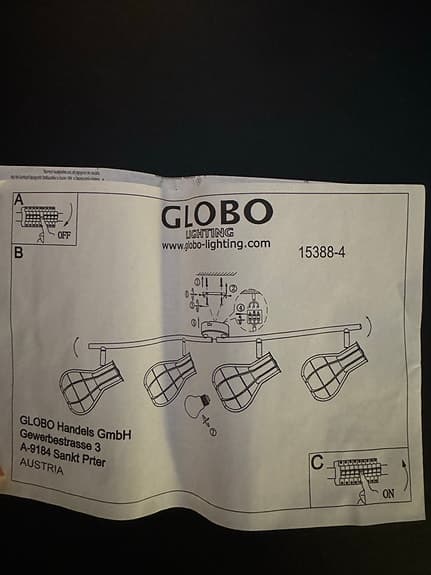 A
OFF
GLOBO
LIGHTING
www.globo-lighting.com
15388-4
B
GLOBO Handels GmbH
Gewerbestrasse 3
A-9184 Sankt Prter
AUSTRIA
C
ON